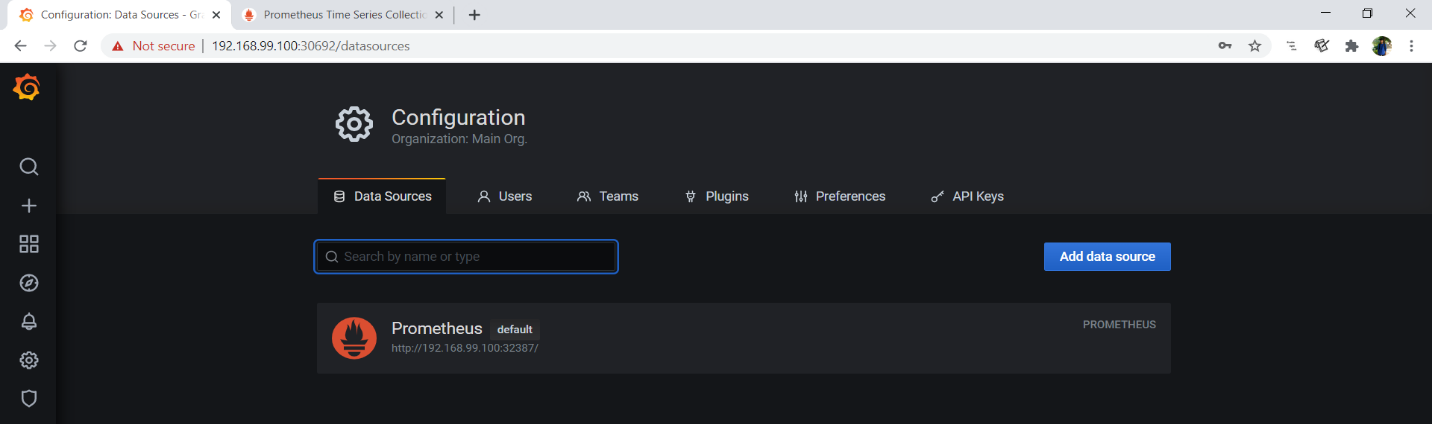 Configuration: Data Sources - Gr
Prometheus Time Series Collectic
Not secure | 192.168.99.100:30692/datasources
Configuration
Organization: Main Org.
Data Sources Users Teams Plugins Preferences API Keys
Search by name or type Add data source
Prometheus default PROMETHEUS
http://192.168.99.100:32387/